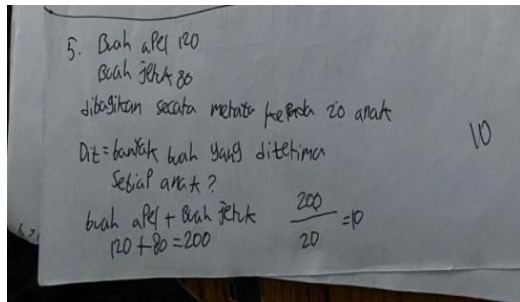 5. Buah apel 120
Buah jeruk 80
dibagikan secara merata kepada 20 anak
Dit = banyak buah yang diterima
Setiap anak?
buah apel + Buah jeruk
120 + 80 = 200
200/20 = 10
10